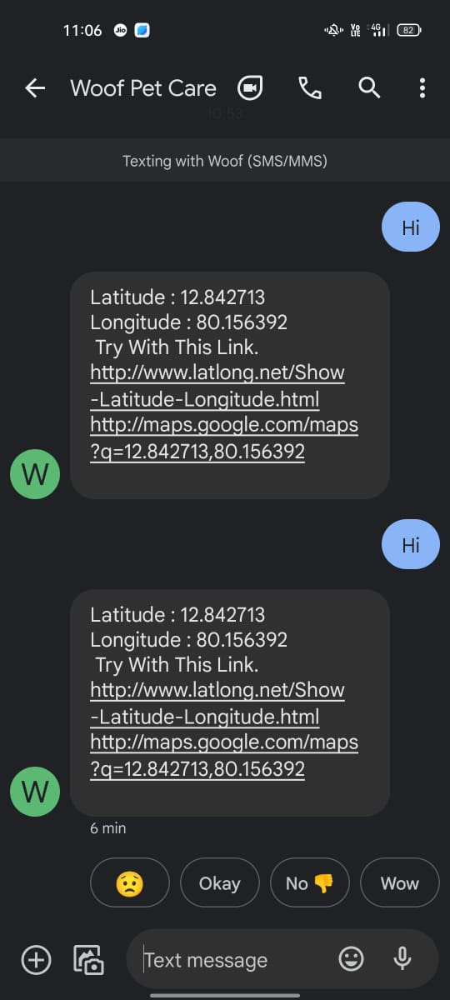 11:06 Jio VO LTE 4G 82
Woof Pet Care
10:53
Texting with Woof (SMS/MMS)
Hi
Latitude : 12.842713
Longitude : 80.156392
Try With This Link.
http://www.latlong.net/Show
-Latitude-Longitude.html
http://maps.google.com/maps
?q=12.842713,80.156392
W
Hi
Latitude : 12.842713
Longitude : 80.156392
Try With This Link.
http://www.latlong.net/Show
-Latitude-Longitude.html
http://maps.google.com/maps
?q=12.842713,80.156392
W
6 min
😟 Okay No 👎 Wow
Text message